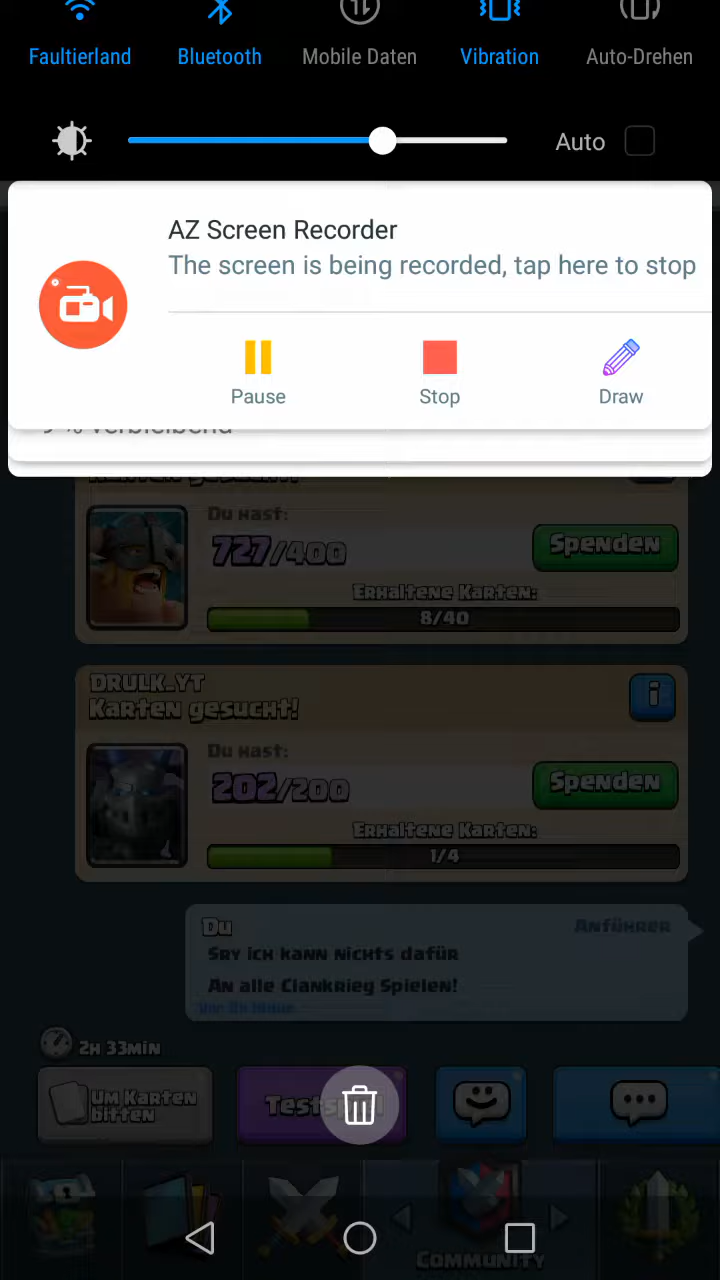 Faultierland Bluetooth Mobile Daten Vibration Auto-Drehen
Auto
AZ Screen Recorder
The screen is being recorded, tap here to stop
Pause Stop Draw
Karten gesucht!
Du hast:
727/400
Spenden
Erhaltene Karten:
8/40
DRULK_YT
Karten gesucht!
Du hast:
202/200
Spenden
Erhaltene Karten:
1/4
Du Anführer
Sry ich kann nichts dafür
An alle Clankrieg Spielen!
2h 33min
Um Karten
bitten
Testspiel
Community